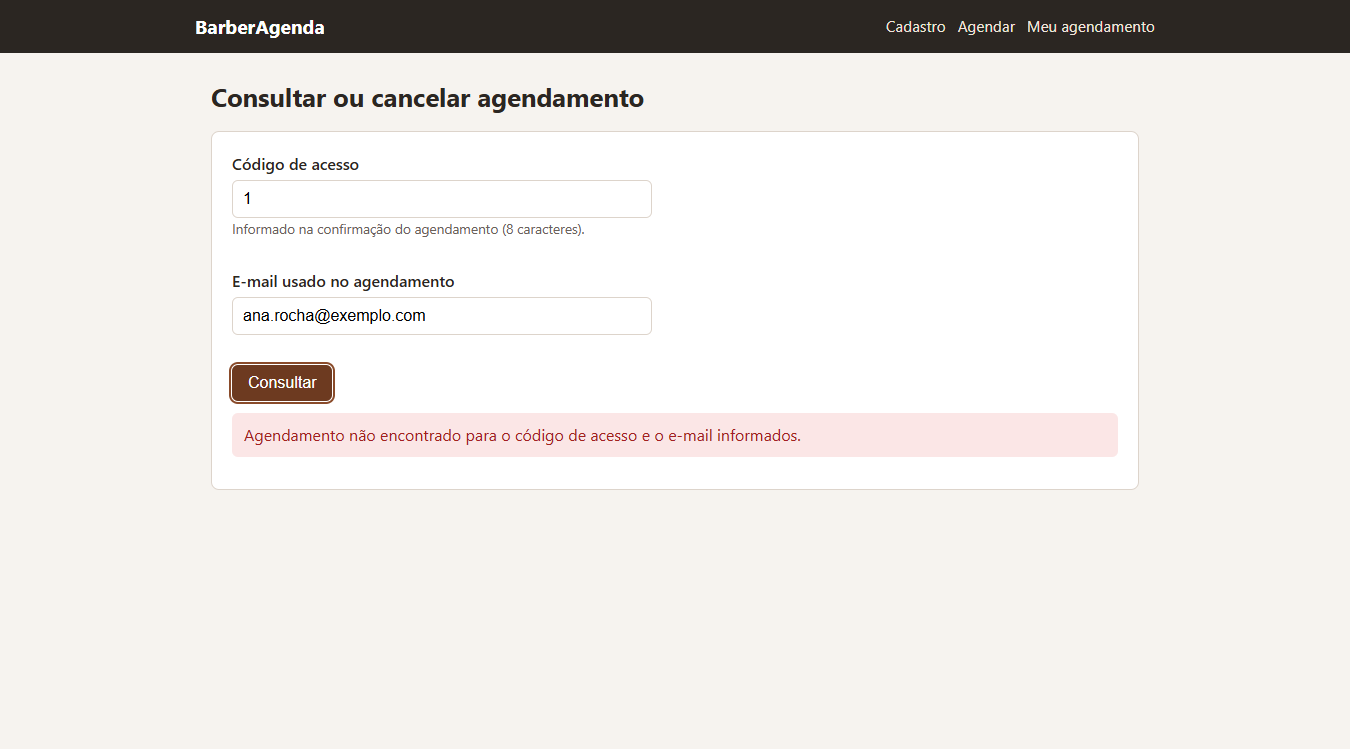 BarberAgenda
Cadastro Agendar Meu agendamento
Consultar ou cancelar agendamento
Código de acesso
1
Informado na confirmação do agendamento (8 caracteres).
E-mail usado no agendamento
ana.rocha@exemplo.com
Consultar
Agendamento não encontrado para o código de acesso e o e-mail informados.